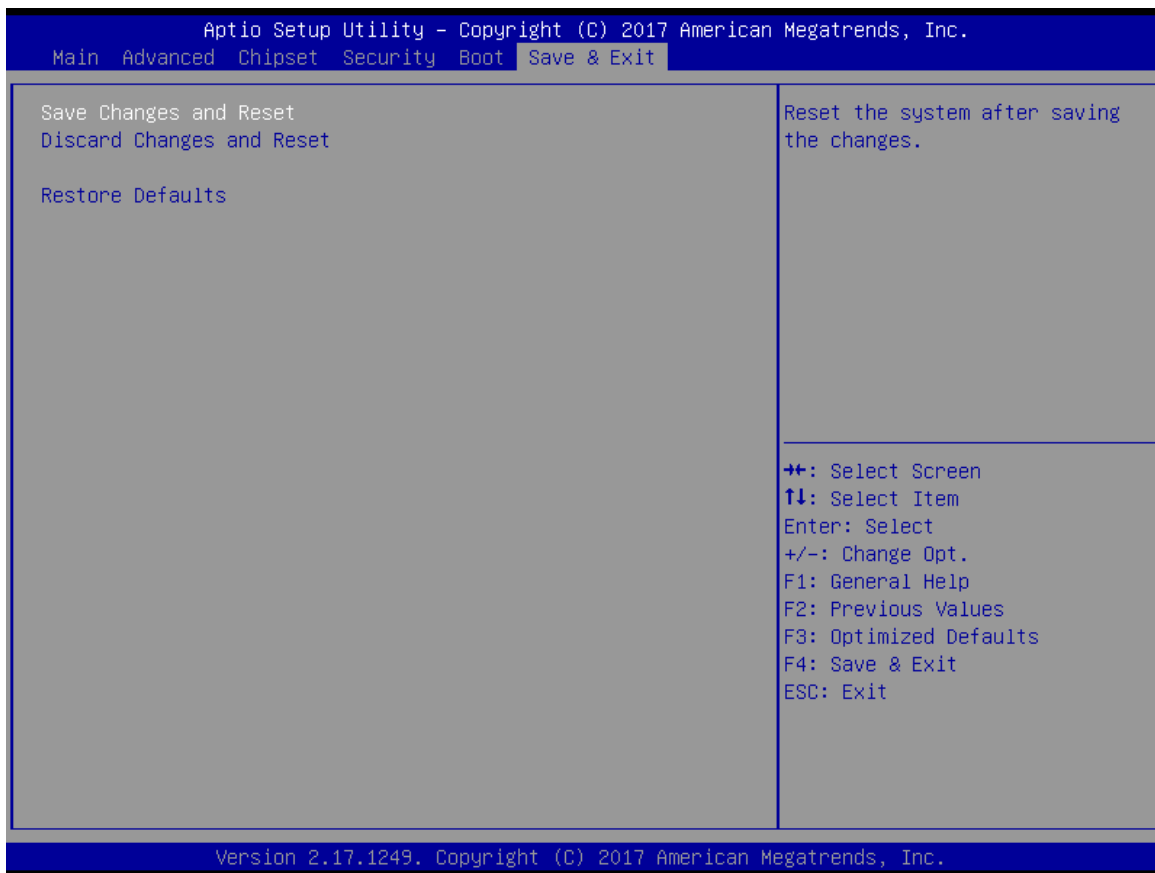 Aptio Setup Utility – Copyright (C) 2017 American Megatrends, Inc.
Main Advanced Chipset Security Boot Save & Exit
Save Changes and Reset
Discard Changes and Reset
Restore Defaults
Reset the system after saving
the changes.
→←: Select Screen
↑↓: Select Item
Enter: Select
+/-: Change Opt.
F1: General Help
F2: Previous Values
F3: Optimized Defaults
F4: Save & Exit
ESC: Exit
Version 2.17.1249. Copyright (C) 2017 American Megatrends, Inc.